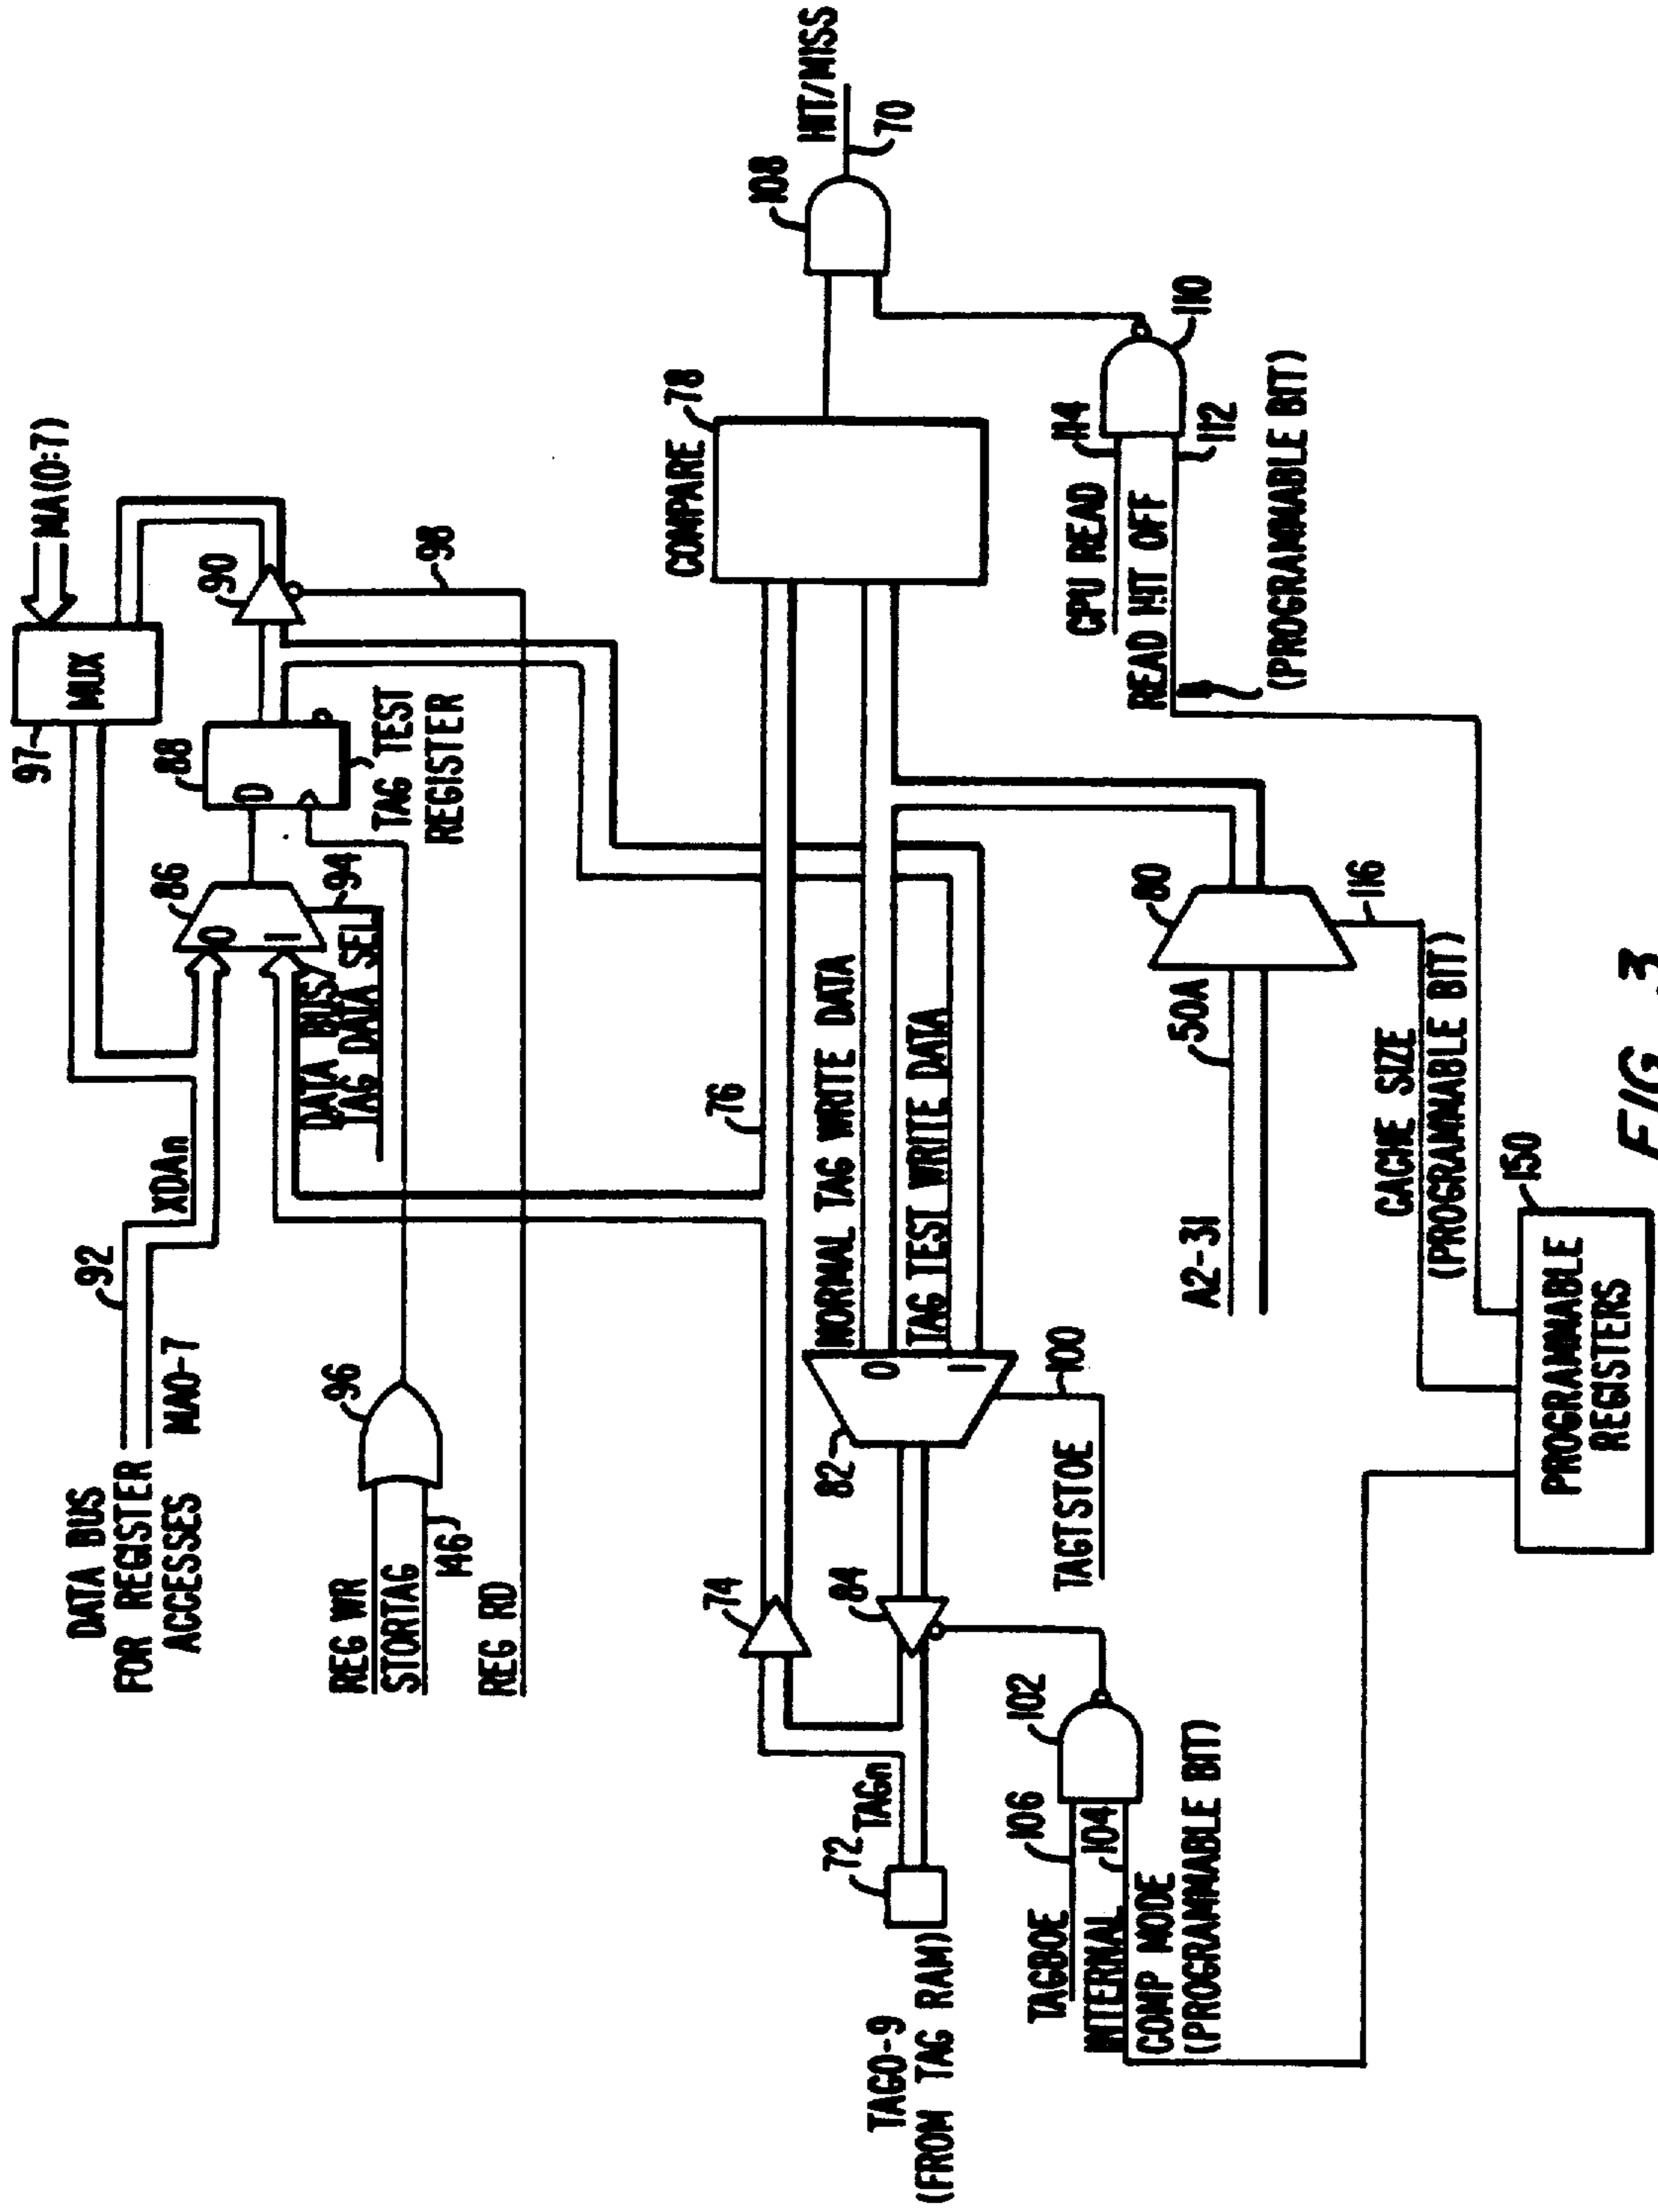 DATA BUS
FOR REGISTER MA0-7
ACCESSES
92
XDAn
97
MUX
MA(0:7)
86
0
1
88
D
90
DATA BUS/
TAG DATA SEL
94
TAG TEST
REGISTER
96
REG WR
STORTAG
146
REG RD
98
74
76
COMPARE
78
108
HIT/MISS
70
84
82
0
1
NORMAL TAG WRITE DATA
TAG TEST WRITE DATA
72
TAGn
TAG0-9
(FROM TAG RAM)
100
TAGTSTOE
102
106
TAGBOE
104
INTERNAL
COMP MODE
(PROGRAMMABLE BIT)
114
CPU READ
READ HIT OFF
110
112
(PROGRAMMABLE BIT)
80
50A
A2-31
116
CACHE SIZE
(PROGRAMMABLE BIT)
150
PROGRAMMABLE
REGISTERS
FIG. 3